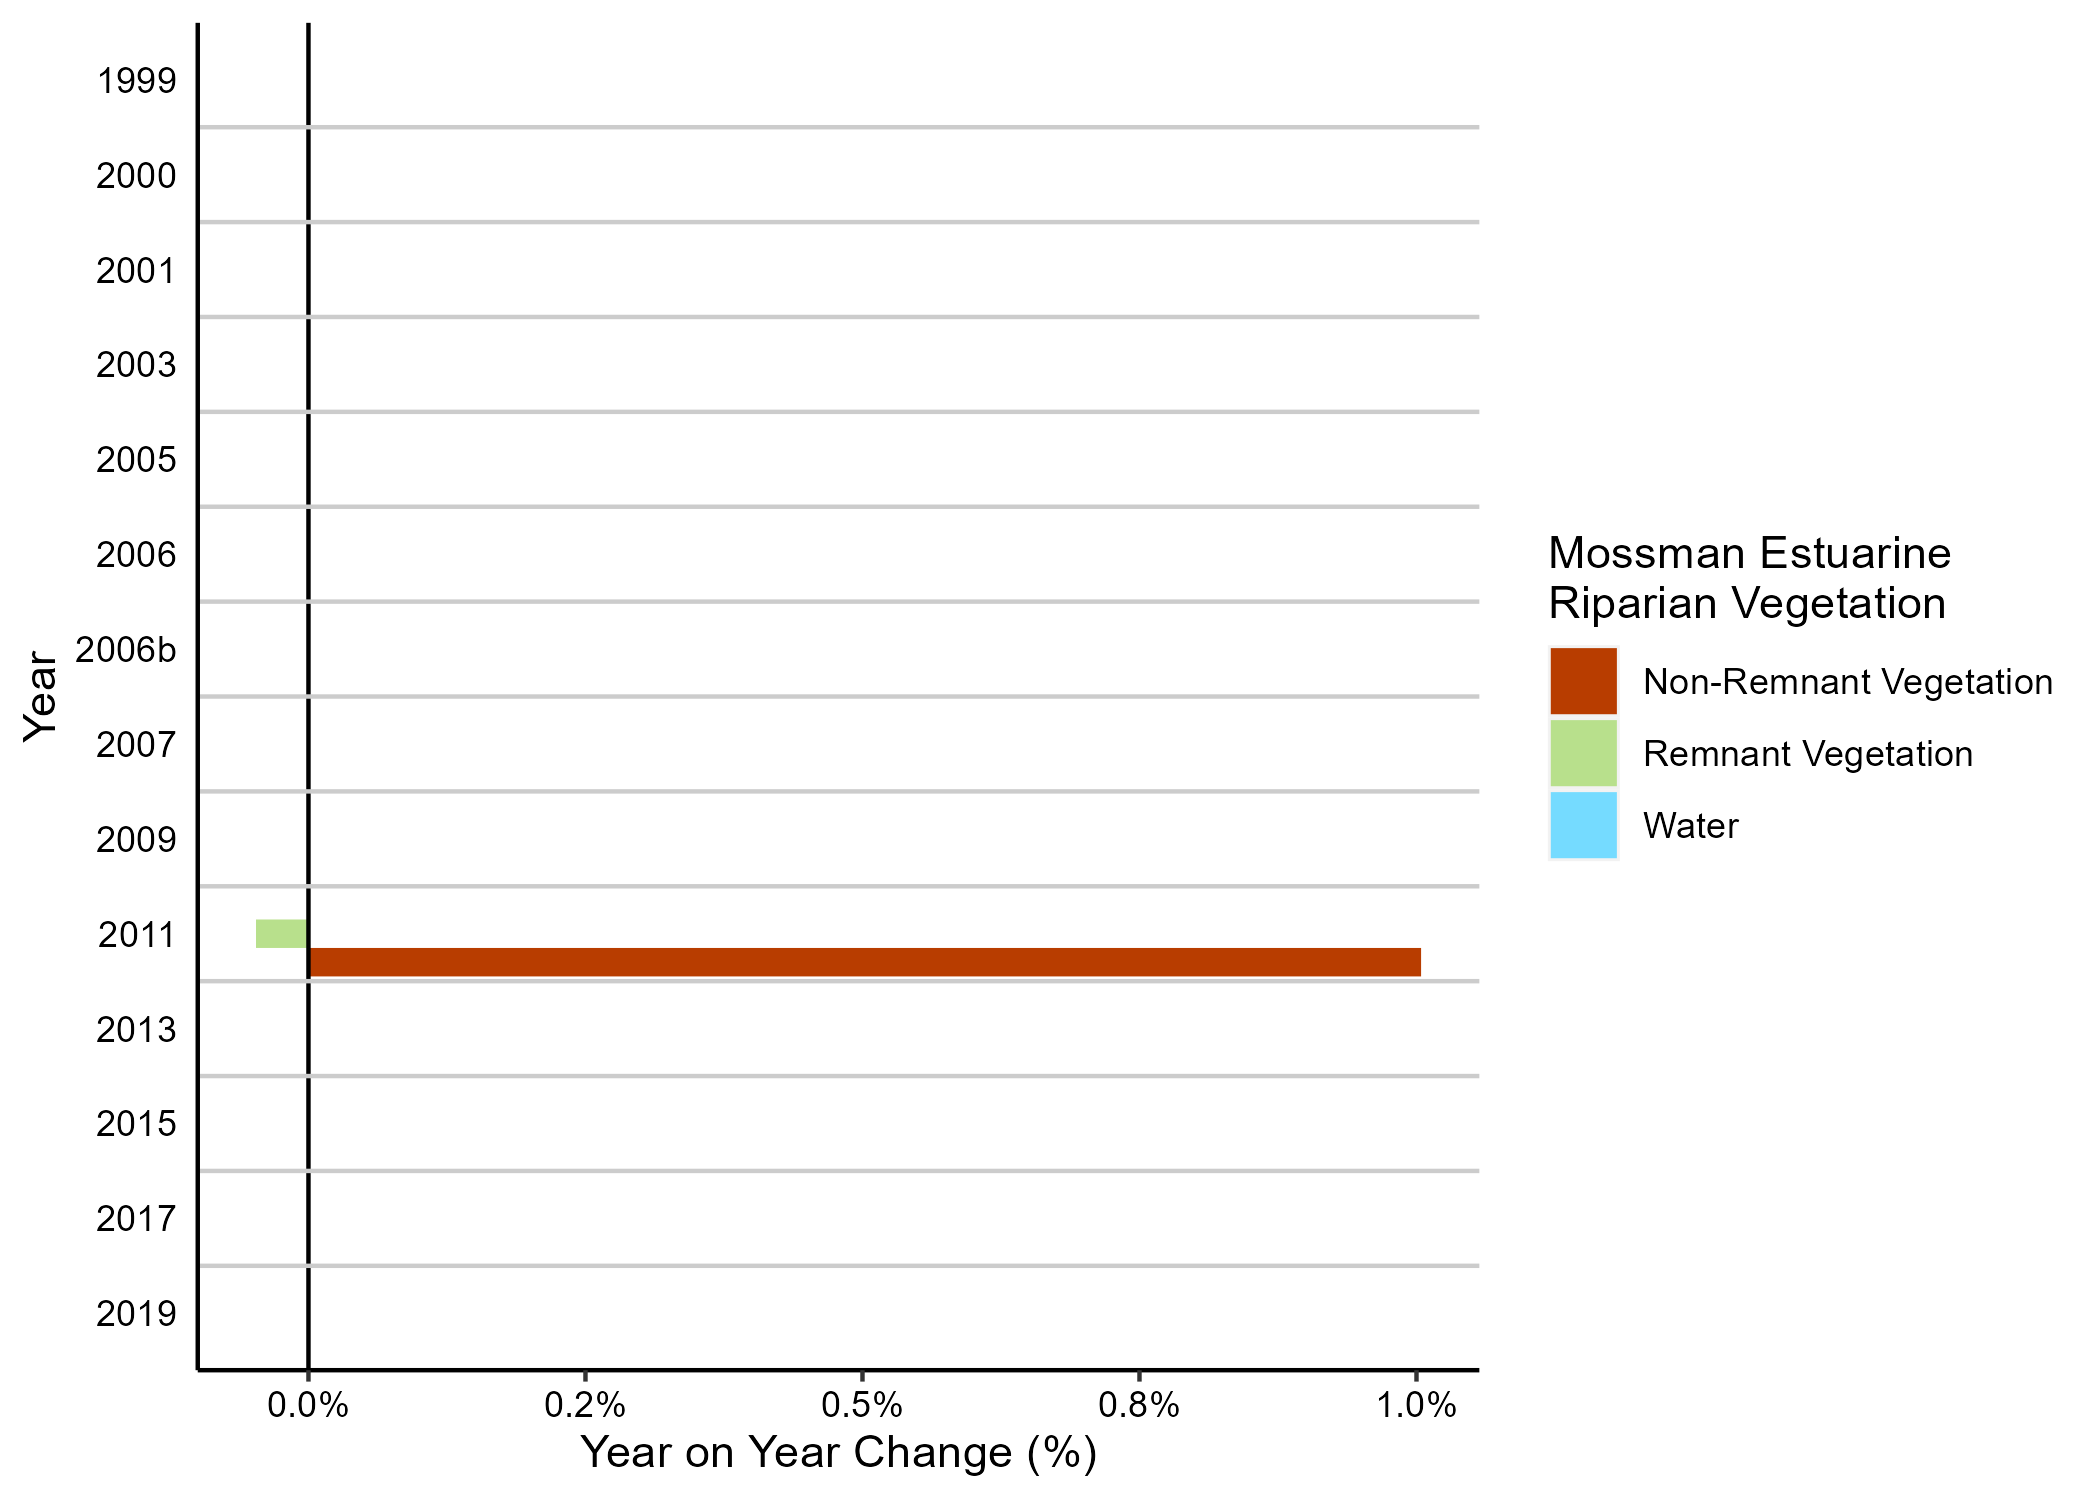 1999
2000
2001
2003
2005
2006
2006b
2007
2009
2011
2013
2015
2017
2019
Year
0.0%
0.2%
0.5%
0.8%
1.0%
Year on Year Change (%)
Mossman Estuarine
Riparian Vegetation
Non-Remnant Vegetation
Remnant Vegetation
Water